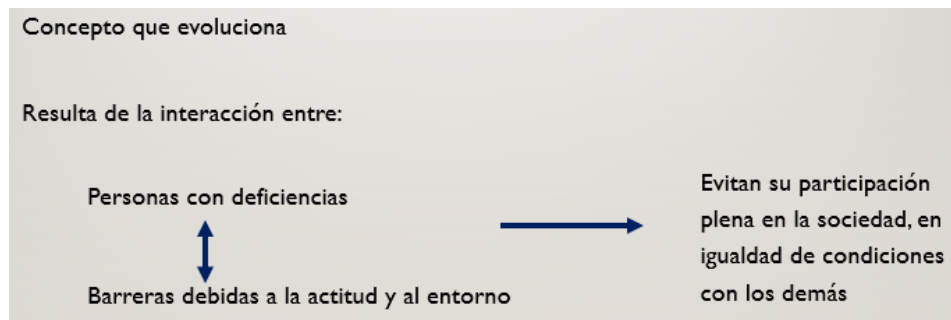 Concepto que evoluciona
Resulta de la interacción entre:
Personas con deficiencias
Barreras debidas a la actitud y al entorno
Evitan su participación
plena en la sociedad, en
igualdad de condiciones
con los demás